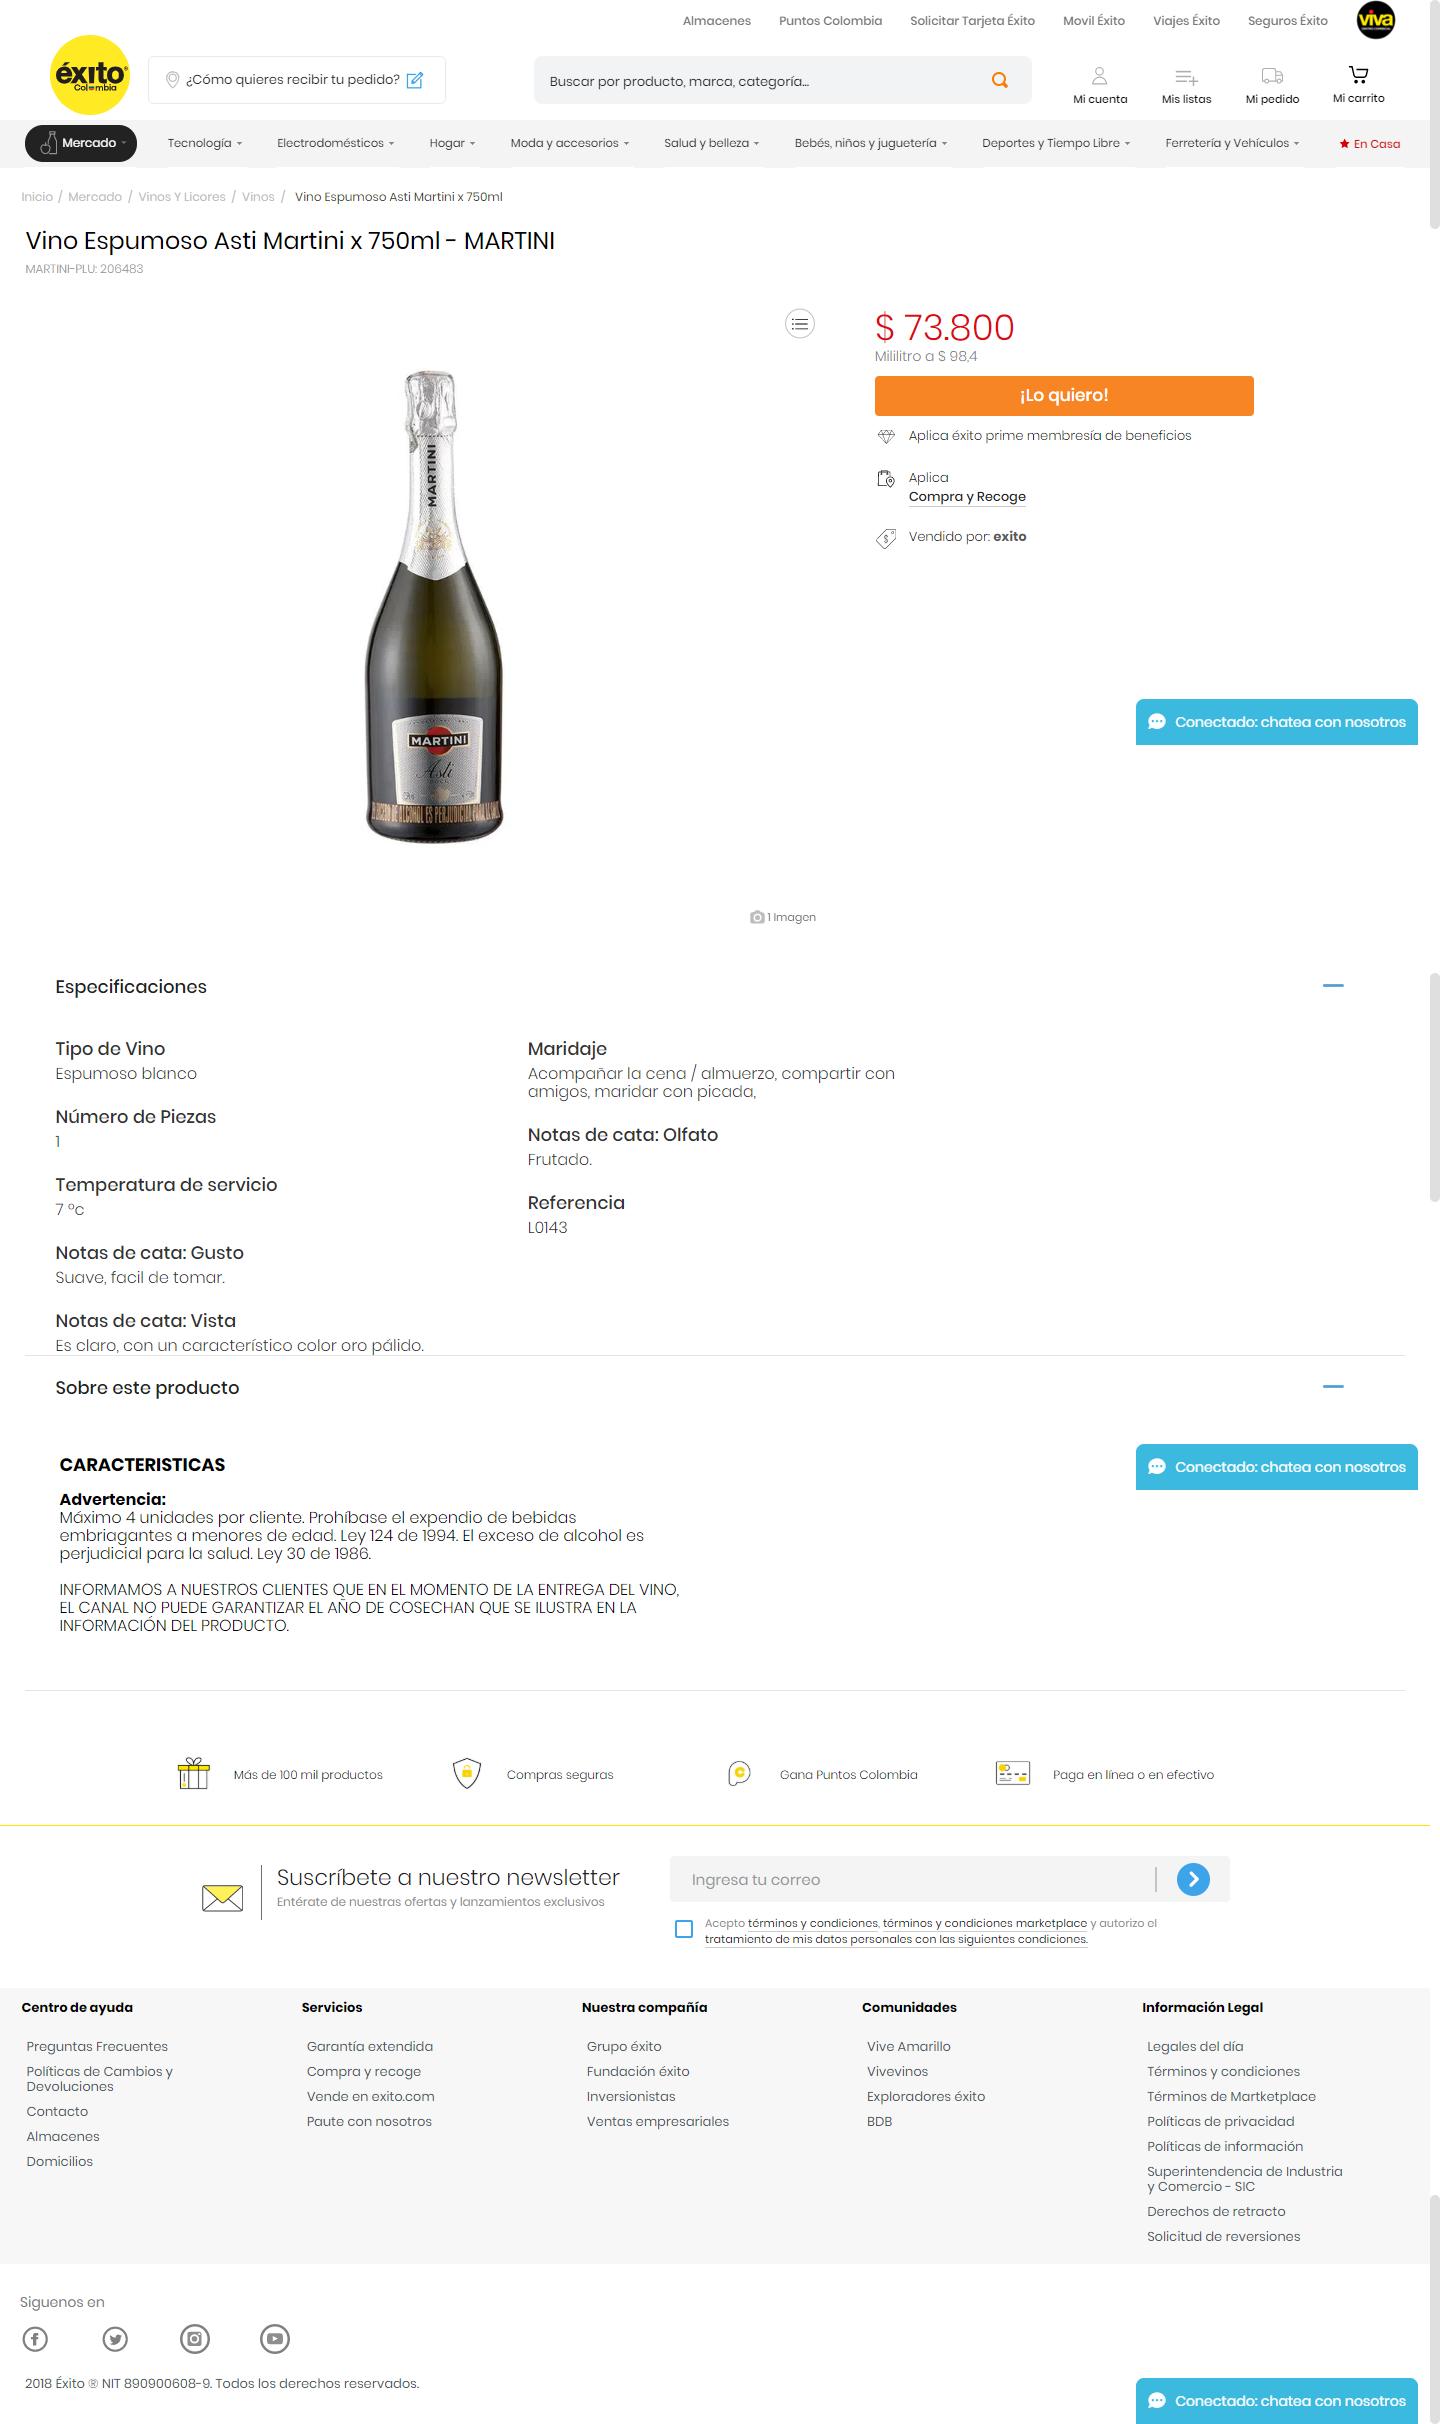 Almacenes Puntos Colombia Solicitar Tarjeta Éxito Movil Éxito Viajes Éxito Seguros Éxito viva
éxito
Colombia
¿Cómo quieres recibir tu pedido?
Buscar por producto, marca, categoría...
Mi cuenta Mis listas Mi pedido Mi carrito
Mercado Tecnología Electrodomésticos Hogar Moda y accesorios Salud y belleza Bebés, niños y juguetería Deportes y Tiempo Libre Ferretería y Vehículos En Casa
Inicio / Mercado / Vinos Y Licores / Vinos / Vino Espumoso Asti Martini x 750ml
Vino Espumoso Asti Martini x 750ml - MARTINI
MARTINI-PLU: 206483
$ 73.800
Mililitro a $ 98,4
¡Lo quiero!
Aplica éxito prime membresía de beneficios
Aplica
Compra y Recoge
Vendido por: exito
MARTINI
MARTINI
Asti
EL EXCESO DE ALCOHOL ES PERJUDICIAL PARA LA SALUD
Conectado: chatea con nosotros
1 Imagen
Especificaciones
Tipo de Vino
Espumoso blanco
Número de Piezas
1
Temperatura de servicio
7 °c
Notas de cata: Gusto
Suave, facil de tomar.
Notas de cata: Vista
Es claro, con un característico color oro pálido.
Maridaje
Acompañar la cena / almuerzo, compartir con
amigos, maridar con picada,
Notas de cata: Olfato
Frutado.
Referencia
L0143
Sobre este producto
CARACTERISTICAS
Advertencia:
Máximo 4 unidades por cliente. Prohíbase el expendio de bebidas
embriagantes a menores de edad. Ley 124 de 1994. El exceso de alcohol es
perjudicial para la salud. Ley 30 de 1986.
INFORMAMOS A NUESTROS CLIENTES QUE EN EL MOMENTO DE LA ENTREGA DEL VINO,
EL CANAL NO PUEDE GARANTIZAR EL AÑO DE COSECHAN QUE SE ILUSTRA EN LA
INFORMACIÓN DEL PRODUCTO.
Conectado: chatea con nosotros
Más de 100 mil productos Compras seguras Gana Puntos Colombia Paga en línea o en efectivo
Suscríbete a nuestro newsletter
Entérate de nuestras ofertas y lanzamientos exclusivos
Ingresa tu correo
Acepto términos y condiciones, términos y condiciones marketplace y autorizo el
tratamiento de mis datos personales con las siguientes condiciones.
Centro de ayuda
Preguntas Frecuentes
Políticas de Cambios y
Devoluciones
Contacto
Almacenes
Domicilios
Servicios
Garantía extendida
Compra y recoge
Vende en exito.com
Paute con nosotros
Nuestra compañía
Grupo éxito
Fundación éxito
Inversionistas
Ventas empresariales
Comunidades
Vive Amarillo
Vivevinos
Exploradores éxito
BDB
Información Legal
Legales del día
Términos y condiciones
Términos de Martketplace
Políticas de privacidad
Políticas de información
Superintendencia de Industria
y Comercio - SIC
Derechos de retracto
Solicitud de reversiones
Siguenos en
2018 Éxito ® NIT 890900608-9. Todos los derechos reservados.
Conectado: chatea con nosotros